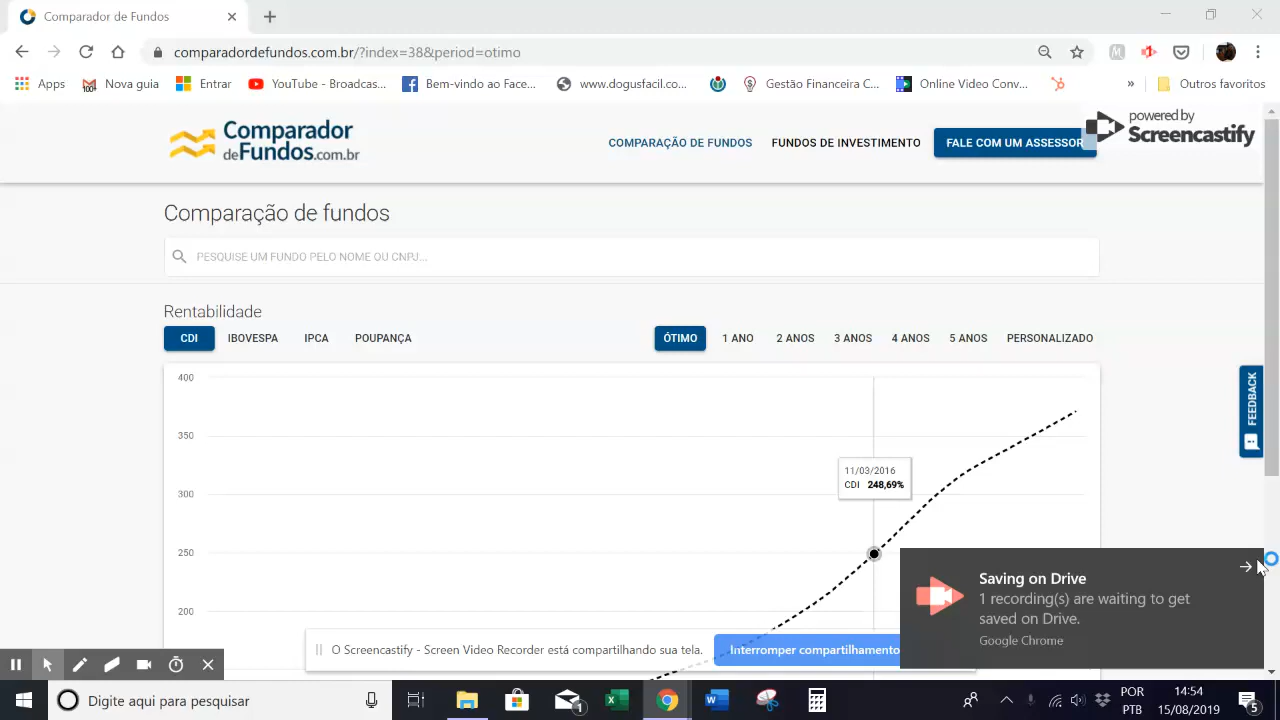 Comparador de Fundos
comparadordefundos.com.br/?index=38&period=otimo
Apps
100+
Nova guia
Entrar
YouTube - Broadcas...
Bem-vindo ao Face...
www.dogusfacil.co...
Gestão Financeira C...
Online Video Conv...
»
Outros favoritos
Comparador
deFundos.com.br
COMPARAÇÃO DE FUNDOS
FUNDOS DE INVESTIMENTO
FALE COM UM ASSESSOR
powered by
Screencastify
Comparação de fundos
PESQUISE UM FUNDO PELO NOME OU CNPJ...
Rentabilidade
CDI
IBOVESPA
IPCA
POUPANÇA
ÓTIMO
1 ANO
2 ANOS
3 ANOS
4 ANOS
5 ANOS
PERSONALIZADO
400
350
300
250
200
11/03/2016
CDI 248,69%
FEEDBACK
Saving on Drive
1 recording(s) are waiting to get
saved on Drive.
Google Chrome
O Screencastify - Screen Video Recorder está compartilhando sua tela.
Interromper compartilhamento
Digite aqui para pesquisar
1
POR
PTB
14:54
15/08/2019
5